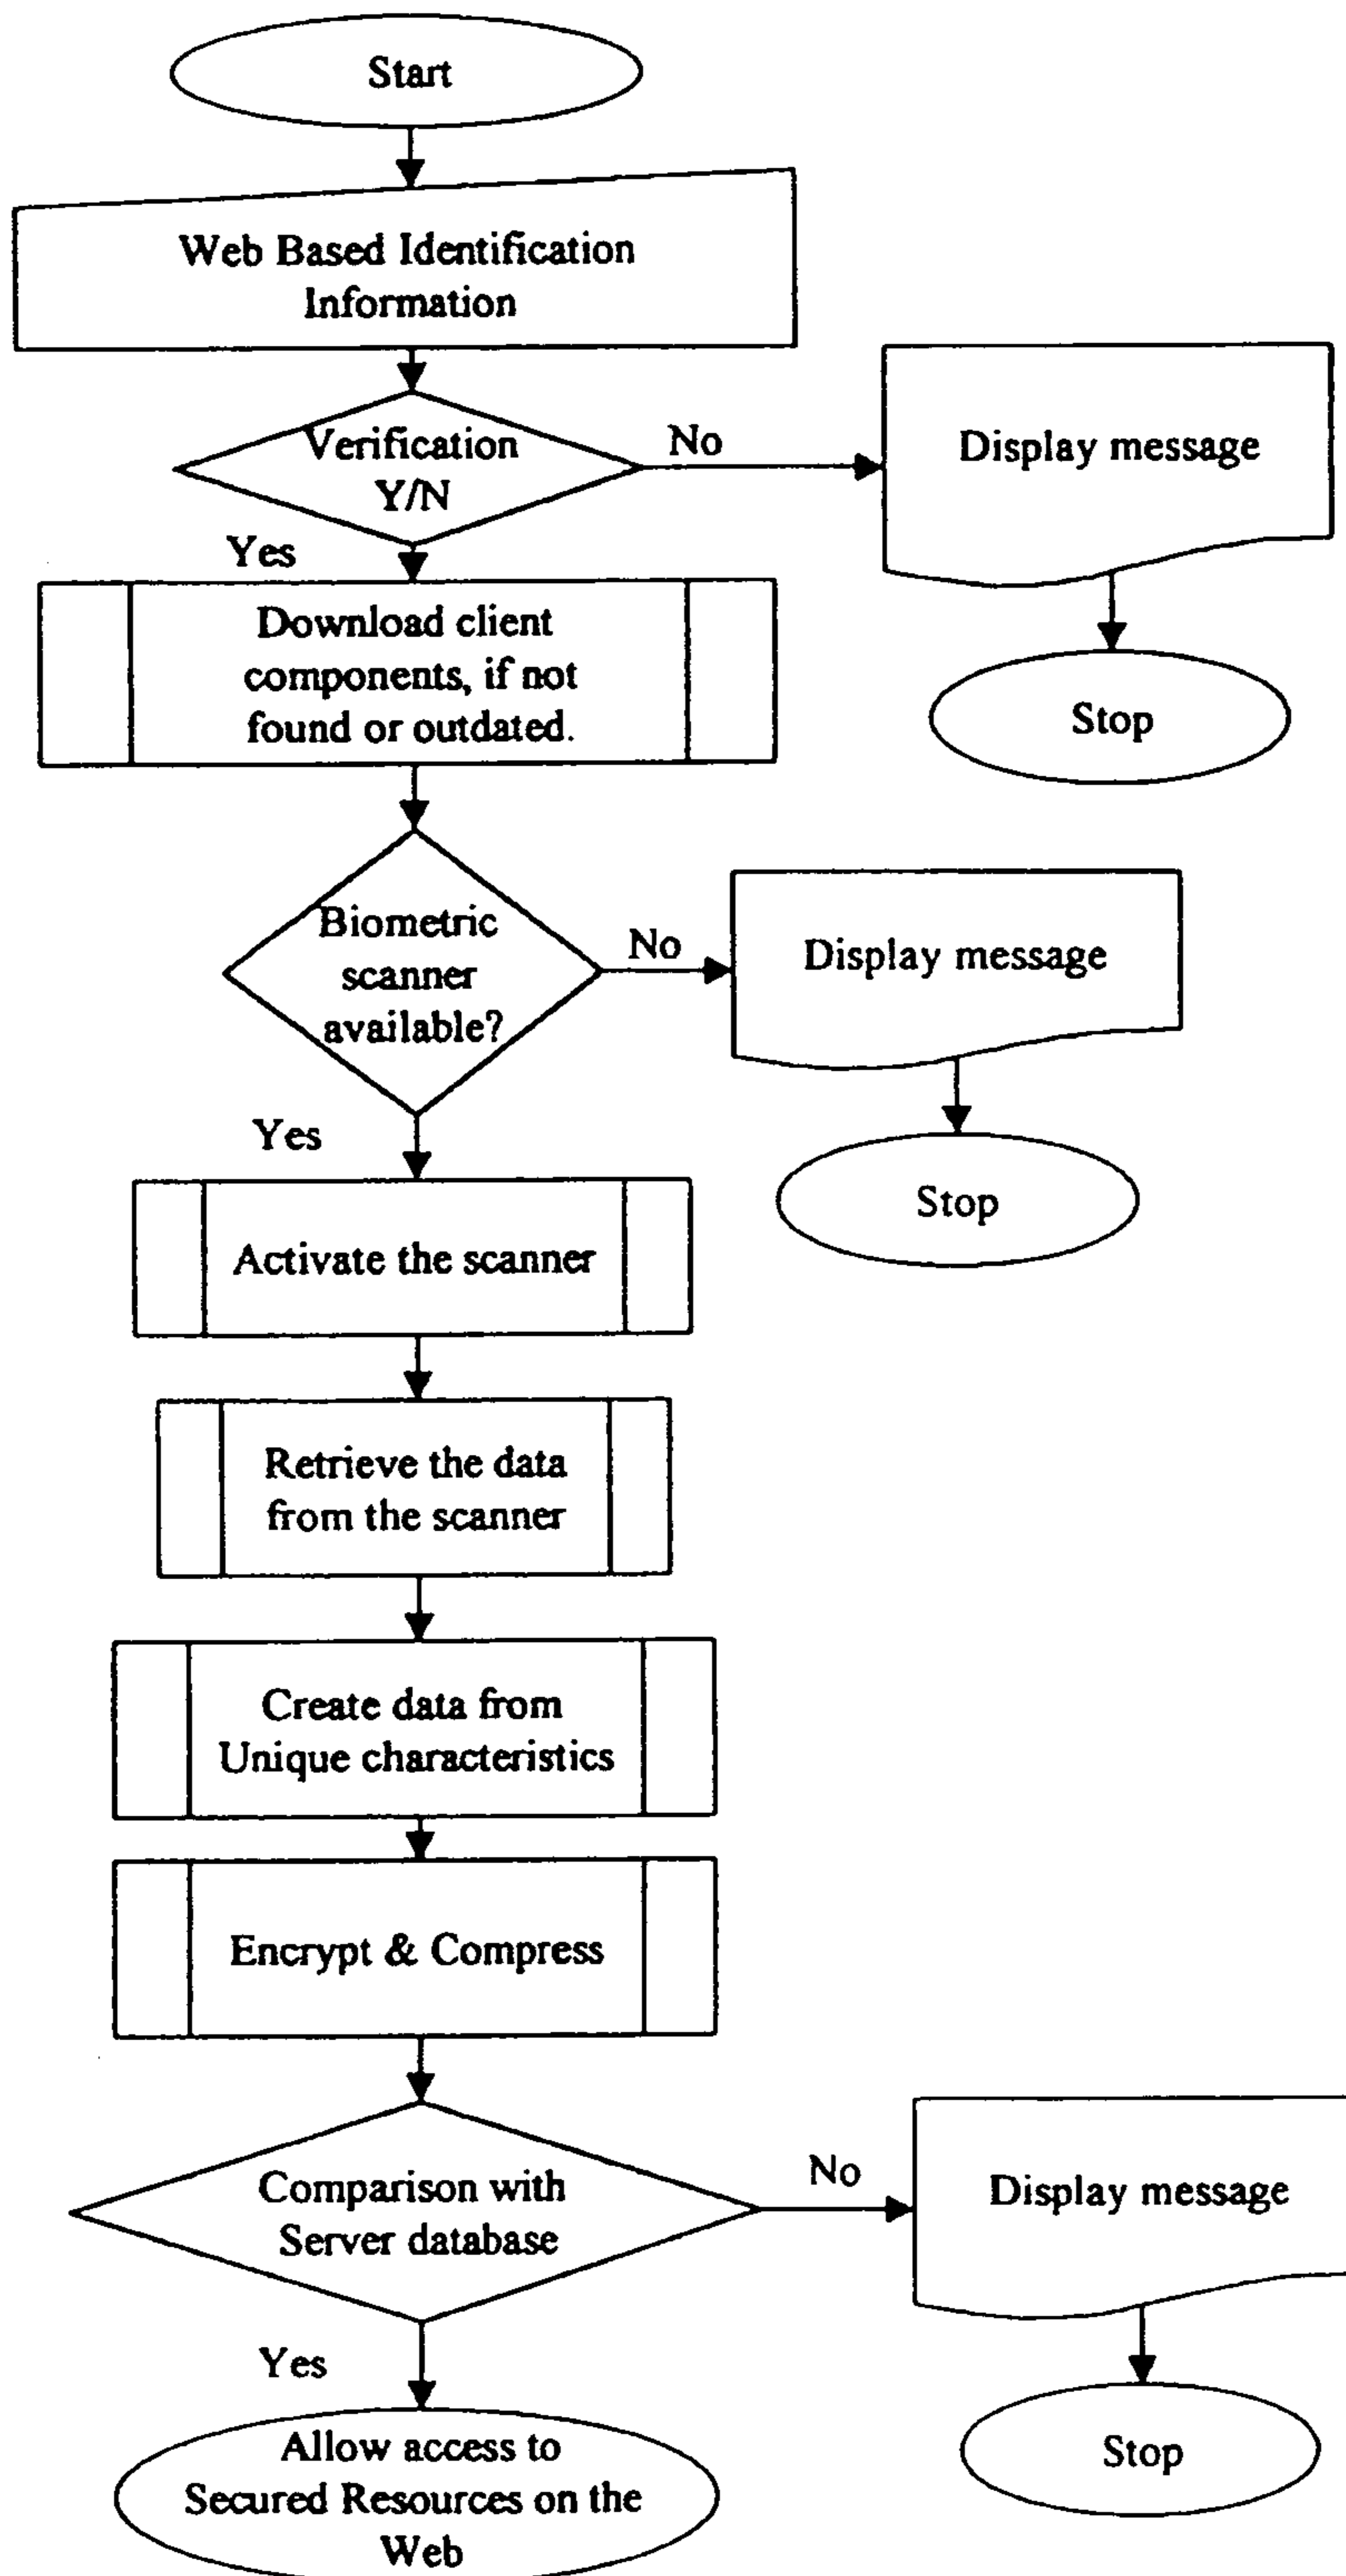 Start
Web Based Identification
Information
Verification
Y/N
No
Display message
Stop
Yes
Download client
components, if not
found or outdated.
Biometric
scanner
available?
No
Display message
Stop
Yes
Activate the scanner
Retrieve the data
from the scanner
Create data from
Unique characteristics
Encrypt & Compress
Comparison with
Server database
No
Display message
Stop
Yes
Allow access to
Secured Resources on the
Web